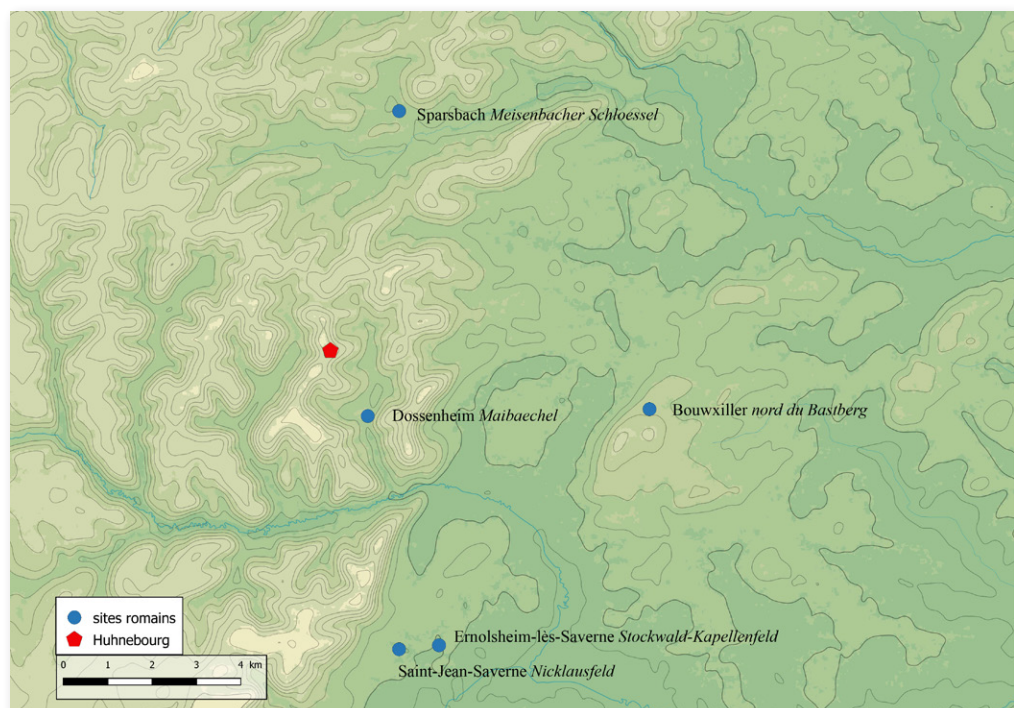 Sparsbach Meisenbacher Schloessel
Dossenheim Maibaechel
Bouwxiller nord du Bastberg
Ernolsheim-lès-Saverne Stockwald-Kapellenfeld
Saint-Jean-Saverne Nicklausfeld
sites romains
Huhnebourg
0 1 2 3 4 km